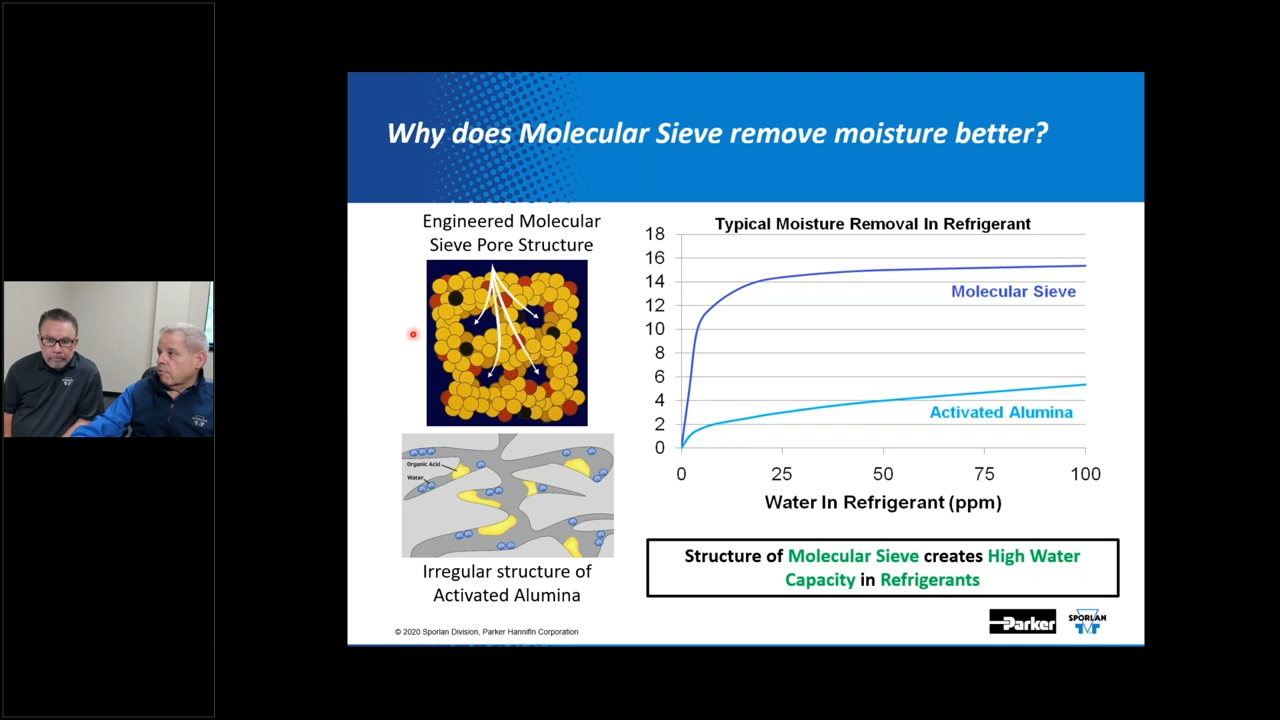 Why does Molecular Sieve remove moisture better?
Engineered Molecular
Sieve Pore Structure
Organic Acid
Water
Irregular structure of
Activated Alumina
Typical Moisture Removal In Refrigerant
18
16
14
12
10
8
6
4
2
0
Molecular Sieve
Activated Alumina
0 25 50 75 100
Water In Refrigerant (ppm)
Structure of Molecular Sieve creates High Water
Capacity in Refrigerants
© 2020 Sporlan Division, Parker Hannifin Corporation
Parker
SPORLAN